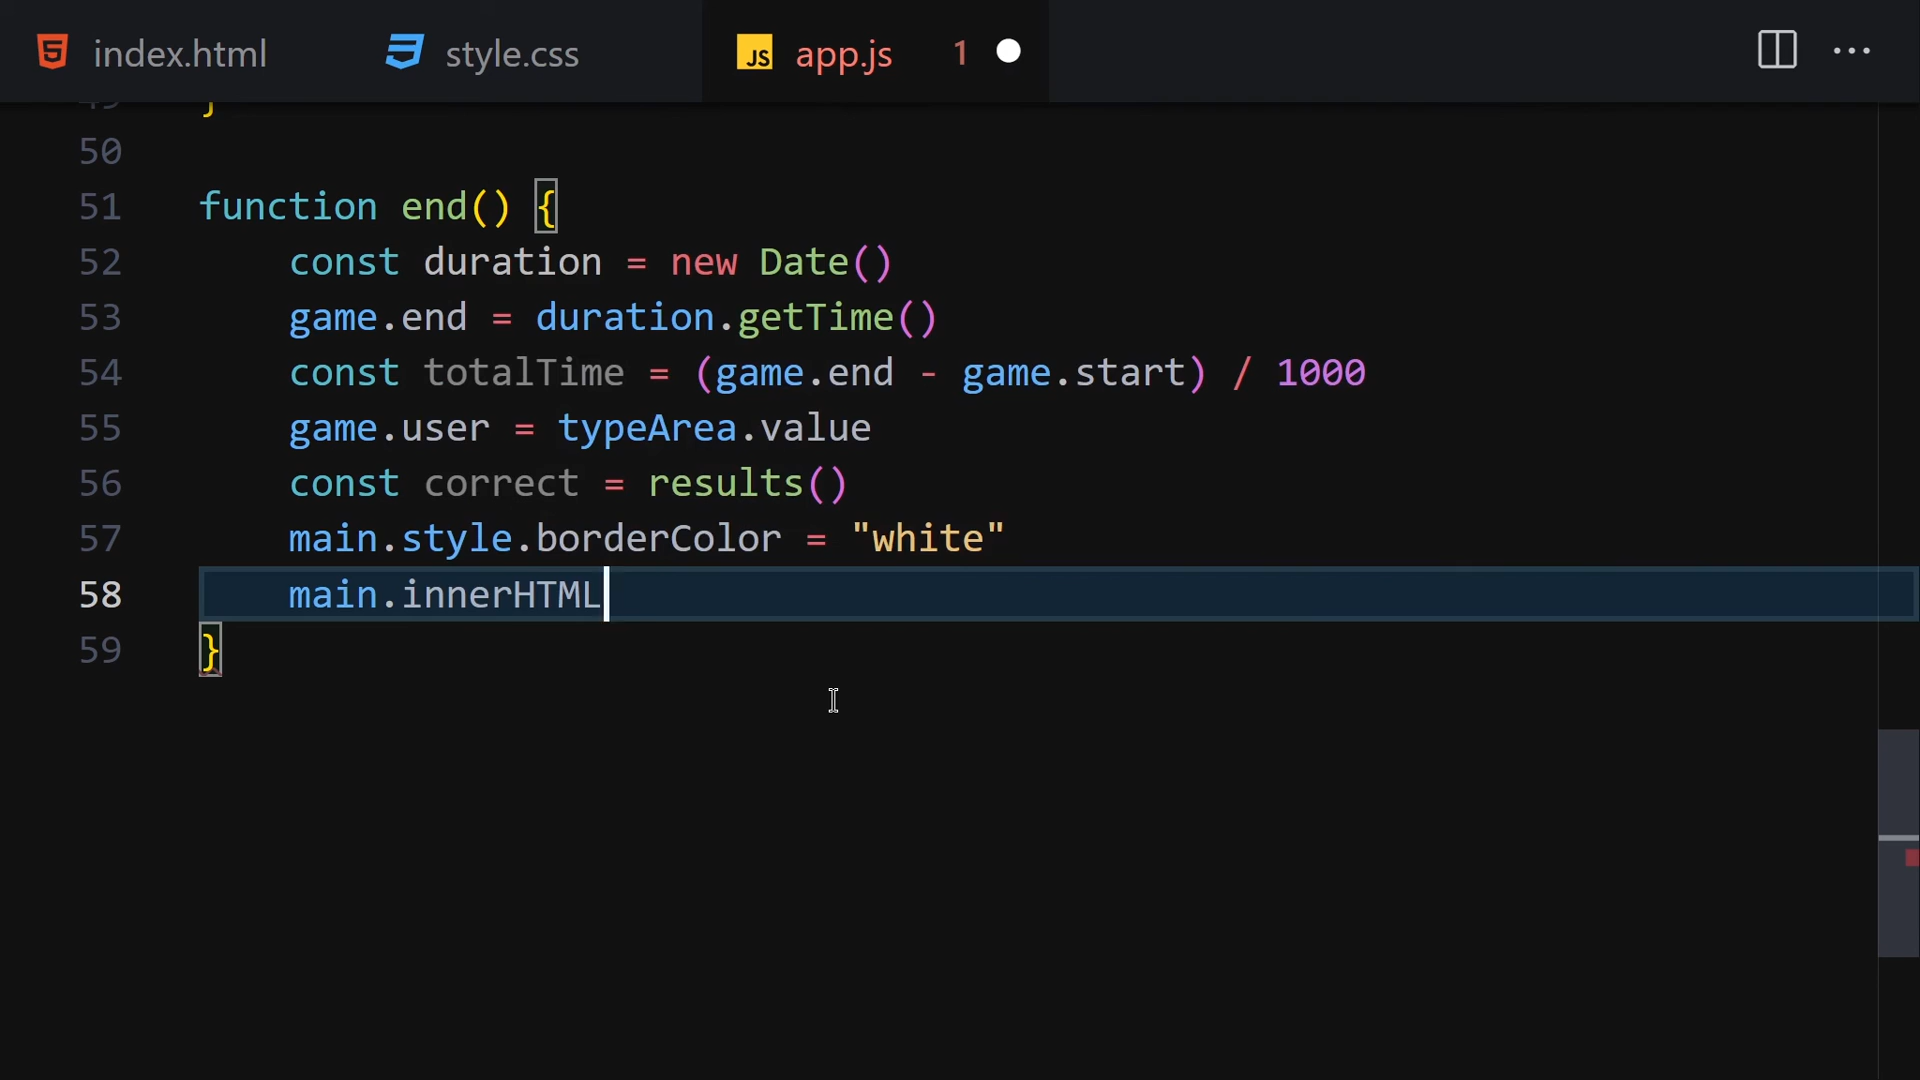 index.html style.css JS app.js 1
49 }
50
51 function end() {
52 const duration = new Date()
53 game.end = duration.getTime()
54 const totalTime = (game.end - game.start) / 1000
55 game.user = typeArea.value
56 const correct = results()
57 main.style.borderColor = "white"
58 main.innerHTML
59 }